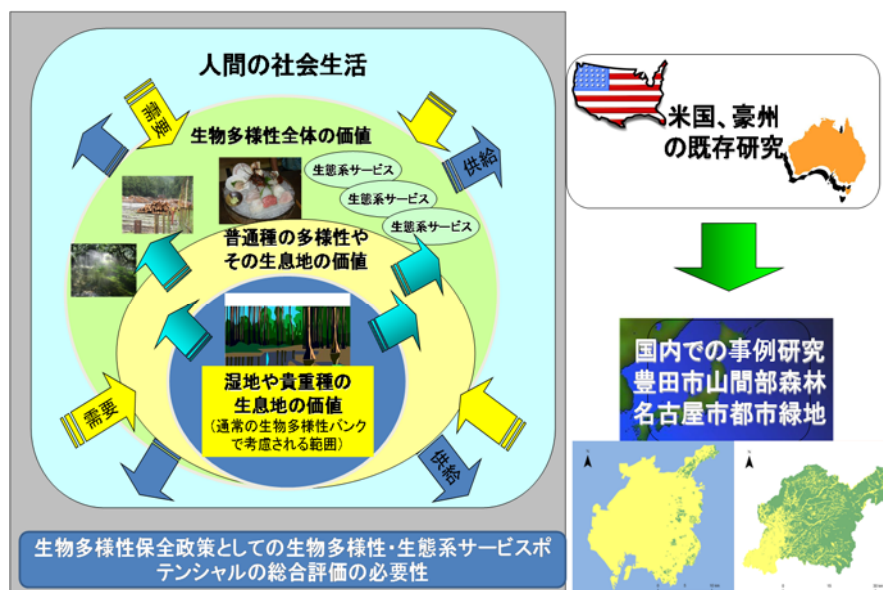 人間の社会生活
需要
生物多様性全体の価値
供給
生態系サービス
生態系サービス
生態系サービス
普通種の多様性や
その生息地の価値
湿地や貴重種の
生息地の価値
(通常の生物多様性バンク
で考慮される範囲)
需要
供給
生物多様性保全政策としての生物多様性・生態系サービスポ
テンシャルの総合評価の必要性
米国、豪州
の既存研究
国内での事例研究
豊田市山間部森林
名古屋市都市緑地